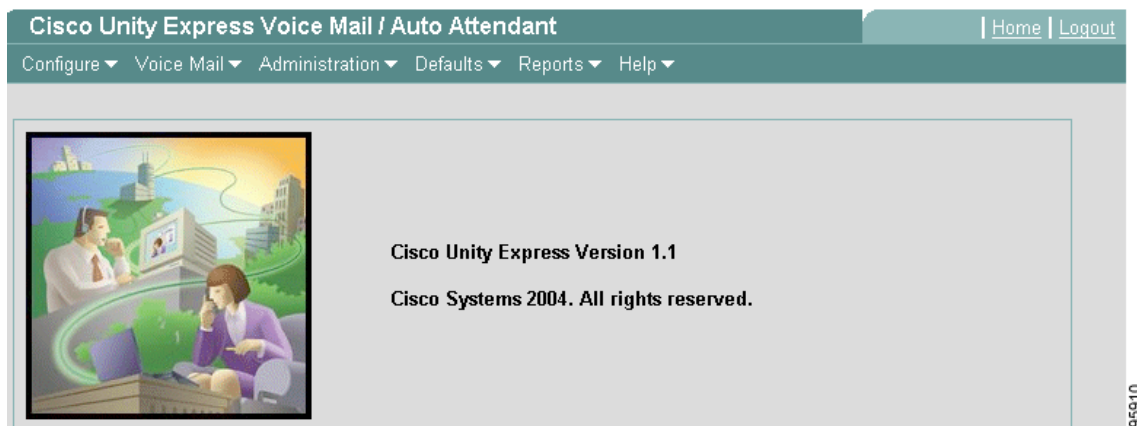 Cisco Unity Express Voice Mail / Auto Attendant
Home Logout
Configure Voice Mail Administration Defaults Reports Help
Cisco Unity Express Version 1.1
Cisco Systems 2004. All rights reserved.
95910